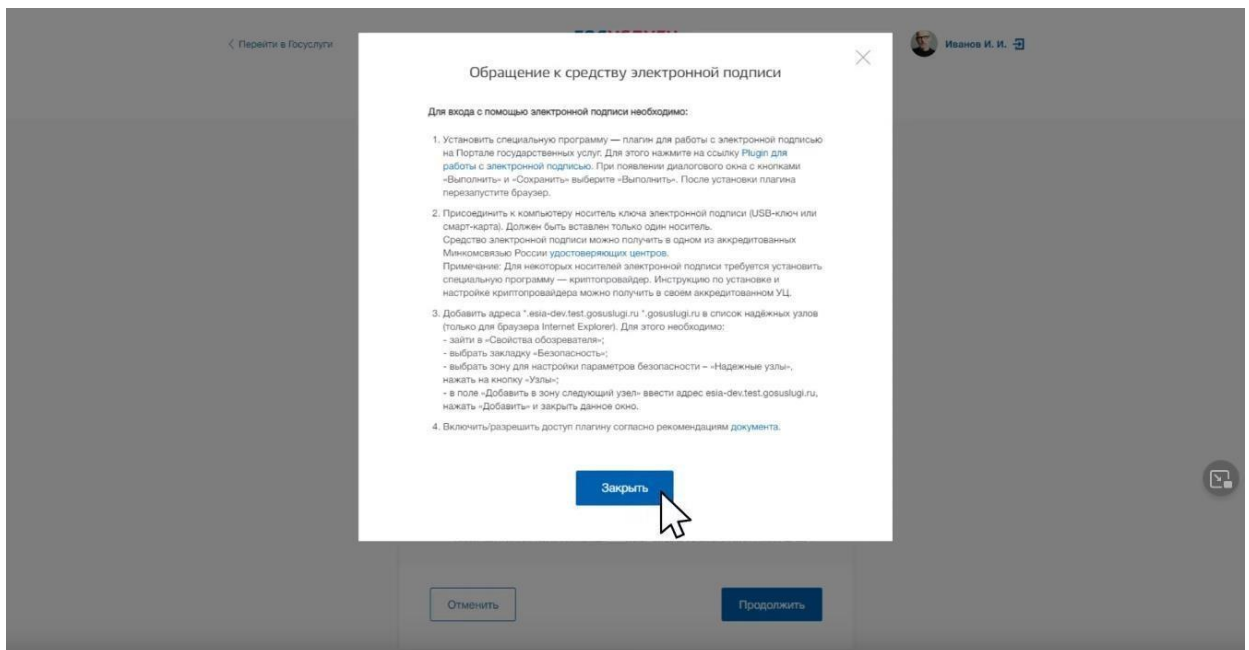 Перейти в Госуслуги
Иванов И. И.
Обращение к средству электронной подписи
Для входа с помощью электронной подписи необходимо:
1. Установить специальную программу — плагин для работы с электронной подписью
на Портале государственных услуг. Для этого нажмите на ссылку Plugin для
работы с электронной подписью. При появлении диалогового окна с кнопками
«Выполнить» и «Сохранить» выберите «Выполнить». После установки плагина
перезапустите браузер.
2. Присоединить к компьютеру носитель ключа электронной подписи (USB-ключ или
смарт-карта). Должен быть вставлен только один носитель.
Средство электронной подписи можно получить в одном из аккредитованных
Минкомсвязью России удостоверяющих центров.
Примечание: Для некоторых носителей электронной подписи требуется установить
специальную программу — криптопровайдер. Инструкцию по установке и
настройке криптопровайдера можно получить в своем аккредитованном УЦ.
3. Добавить адреса *.esia-dev.test.gosuslugi.ru *.gosuslugi.ru в список надёжных узлов
(только для браузера Internet Explorer). Для этого необходимо:
- зайти в «Свойства обозревателя»;
- выбрать закладку «Безопасность»;
- выбрать зону для настройки параметров безопасности – «Надежные узлы»,
нажать на кнопку «Узлы»;
- в поле «Добавить в зону следующий узел» ввести адрес esia-dev.test.gosuslugi.ru,
нажать «Добавить» и закрыть данное окно.
4. Включить/разрешить доступ плагину согласно рекомендациям документа.
Закрыть
Отменить
Продолжить